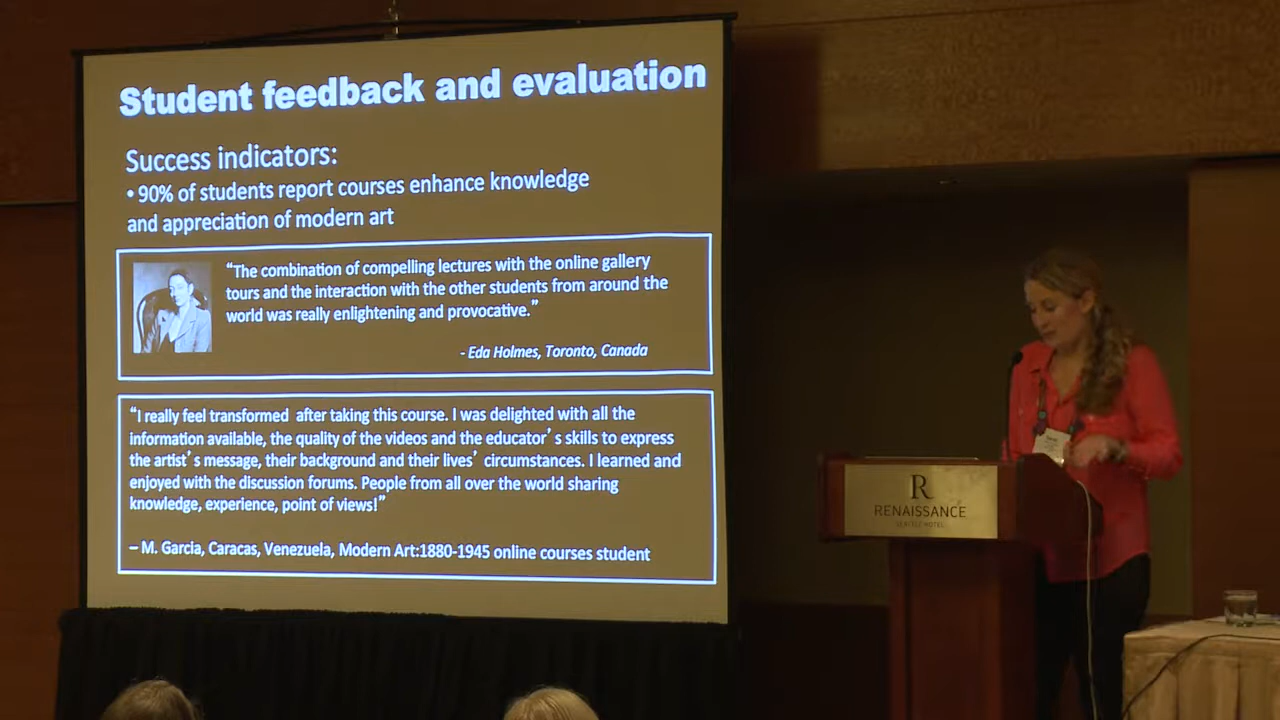 Student feedback and evaluation
Success indicators:
• 90% of students report courses enhance knowledge
and appreciation of modern art
“The combination of compelling lectures with the online gallery
tours and the interaction with the other students from around the
world was really enlightening and provocative.”
- Eda Holmes, Toronto, Canada
“I really feel transformed after taking this course. I was delighted with all the
information available, the quality of the videos and the educator’s skills to express
the artist’s message, their background and their lives’ circumstances. I learned and
enjoyed with the discussion forums. People from all over the world sharing
knowledge, experience, point of views!”
– M. Garcia, Caracas, Venezuela, Modern Art:1880-1945 online courses student
R
RENAISSANCE
SEATTLE HOTEL